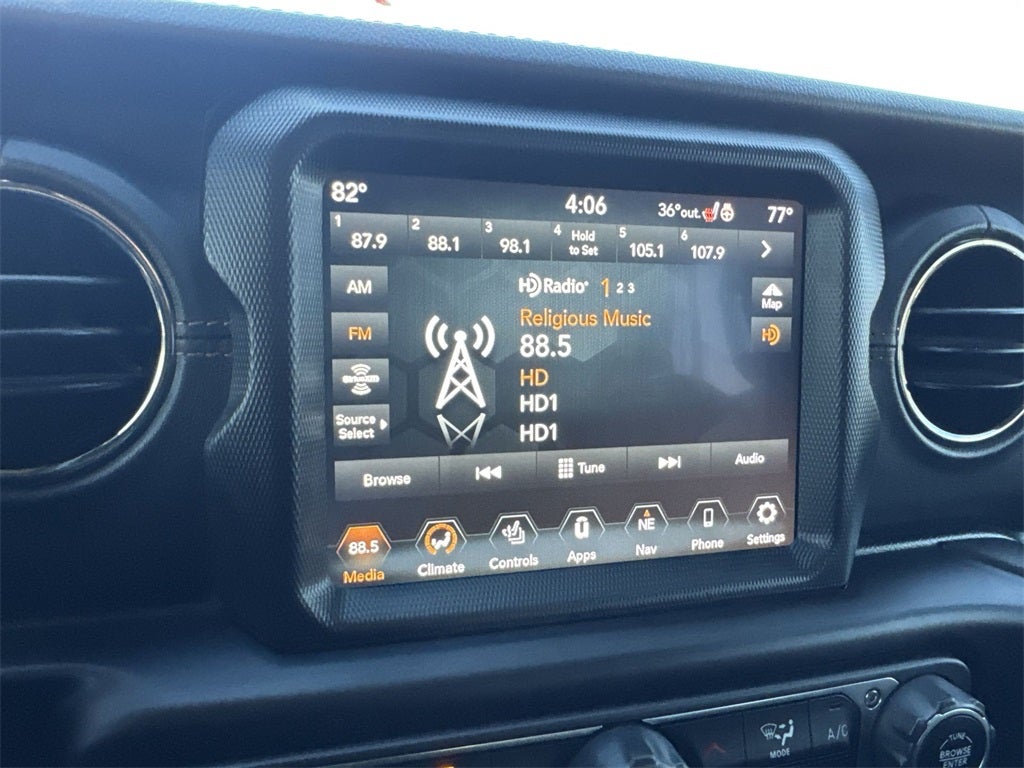 82° 4:06 36°out. 77°
1 87.9 2 88.1 3 98.1 4 Hold to Set 5 105.1 6 107.9
AM
HD Radio 1 2 3
Map
FM
Religious Music
HD
88.5
SiriusXM
HD
HD1
Source Select
HD1
Browse Tune Audio
88.5 NE
Media Climate Controls Apps Nav Phone Settings
MODE A/C
TUNE
BROWSE
ENTER